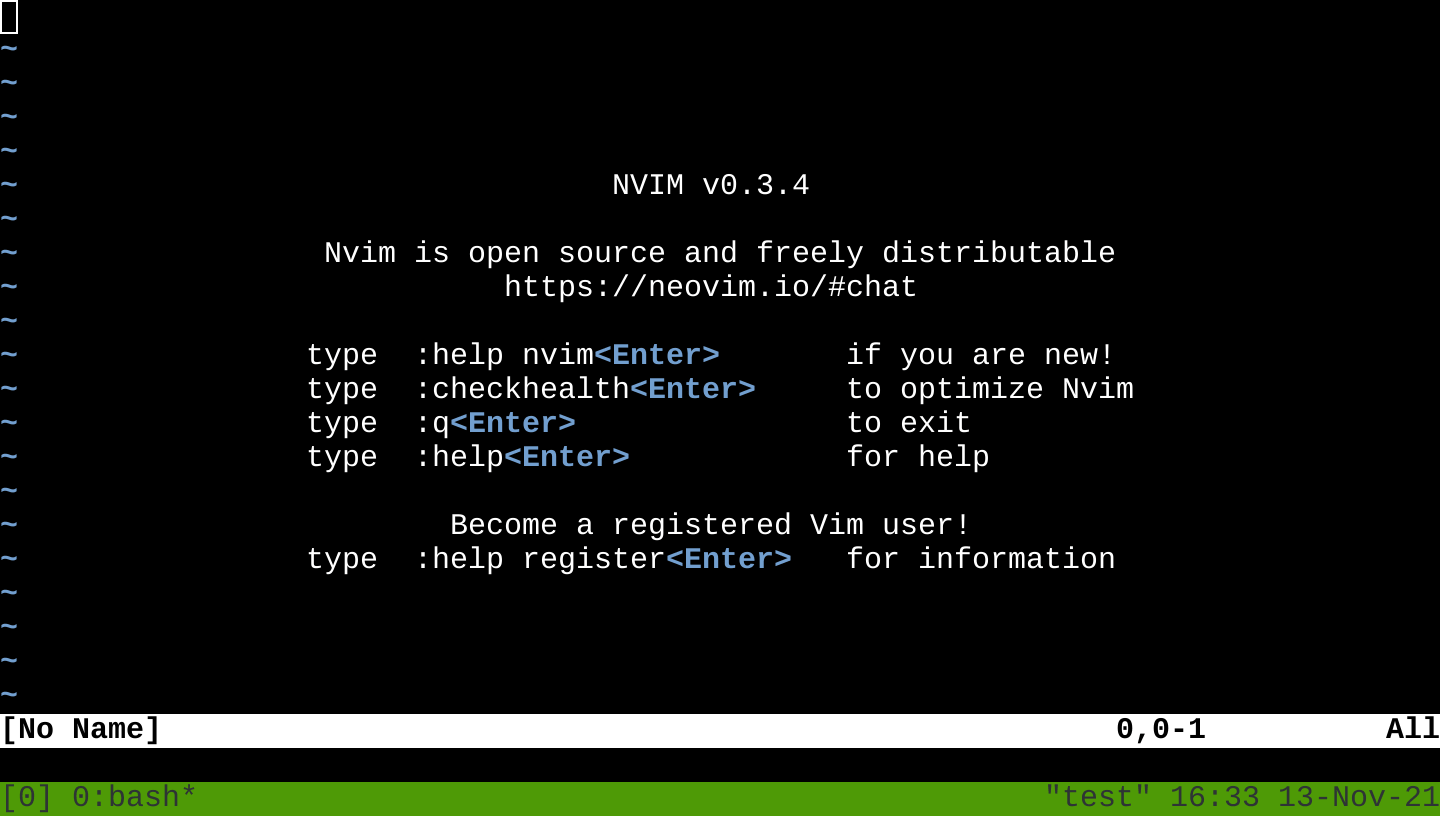 ~
~
~
~
~ NVIM v0.3.4
~
~ Nvim is open source and freely distributable
~ https://neovim.io/#chat
~
~ type  :help nvim<Enter>       if you are new!
~ type  :checkhealth<Enter>     to optimize Nvim
~ type  :q<Enter>               to exit
~ type  :help<Enter>            for help
~
~ Become a registered Vim user!
~ type  :help register<Enter>   for information
~
~
~
~
[No Name] 0,0-1 All
[0] 0:bash* "test" 16:33 13-Nov-21